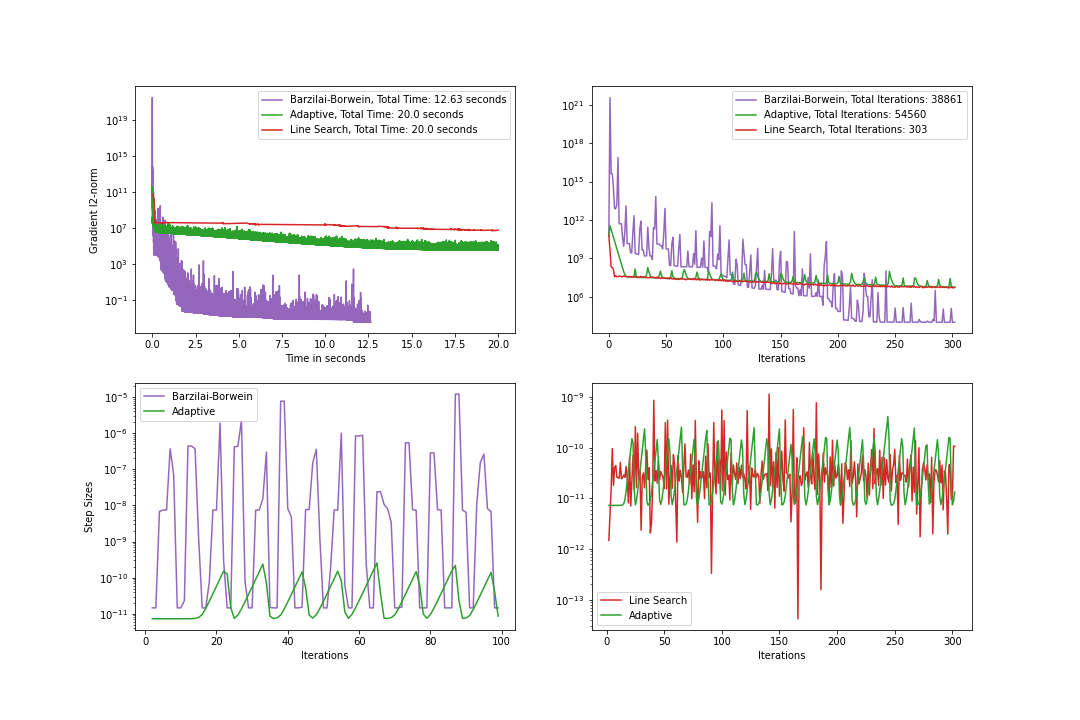 Barzilai-Borwein, Total Time: 12.63 seconds
Adaptive, Total Time: 20.0 seconds
Line Search, Total Time: 20.0 seconds
10^19
10^15
10^11
10^7
10^3
10^-1
Gradient l2-norm
0.0 2.5 5.0 7.5 10.0 12.5 15.0 17.5 20.0
Time in seconds
Barzilai-Borwein, Total Iterations: 38861
Adaptive, Total Iterations: 54560
Line Search, Total Iterations: 303
10^21
10^18
10^15
10^12
10^9
10^6
0 50 100 150 200 250 300
Iterations
Barzilai-Borwein
Adaptive
10^-5
10^-6
10^-7
10^-8
10^-9
10^-10
10^-11
Step Sizes
0 20 40 60 80 100
Iterations
10^-9
10^-10
10^-11
10^-12
10^-13
Line Search
Adaptive
0 50 100 150 200 250 300
Iterations